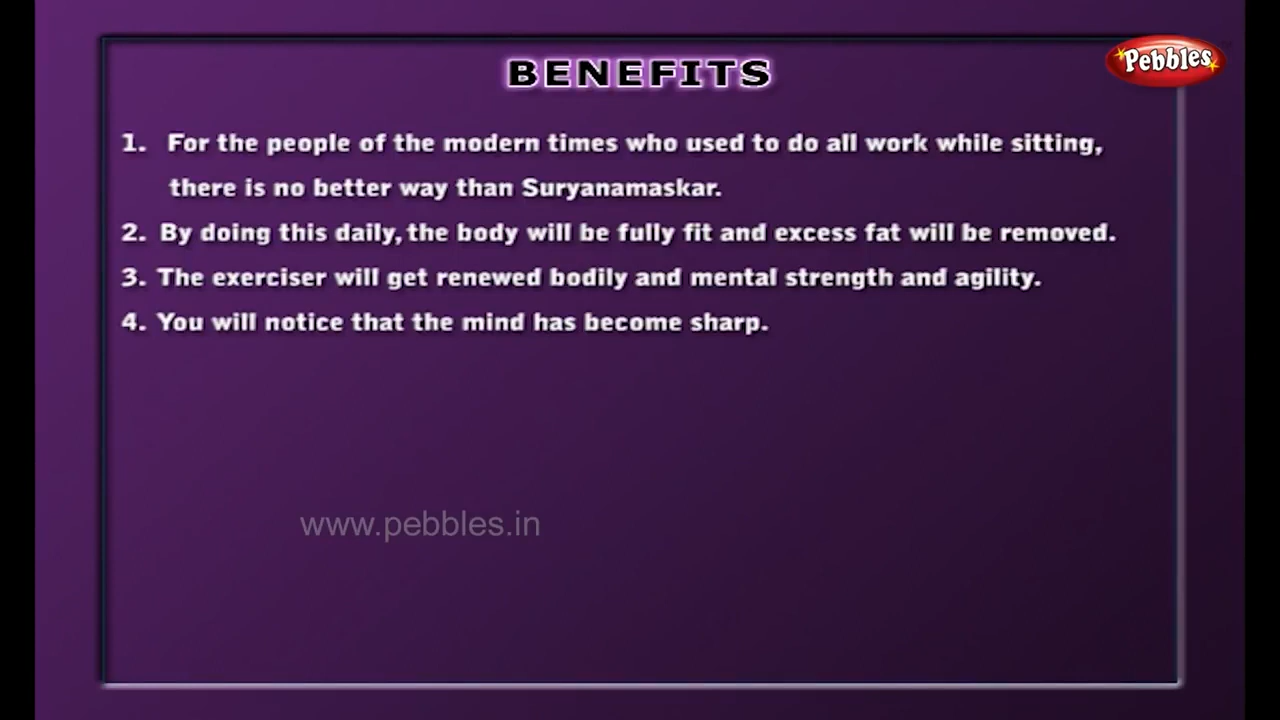 BENEFITS
Pebbles
1. For the people of the modern times who used to do all work while sitting,
there is no better way than Suryanamaskar.
2. By doing this daily, the body will be fully fit and excess fat will be removed.
3. The exerciser will get renewed bodily and mental strength and agility.
4. You will notice that the mind has become sharp.
www.pebbles.in